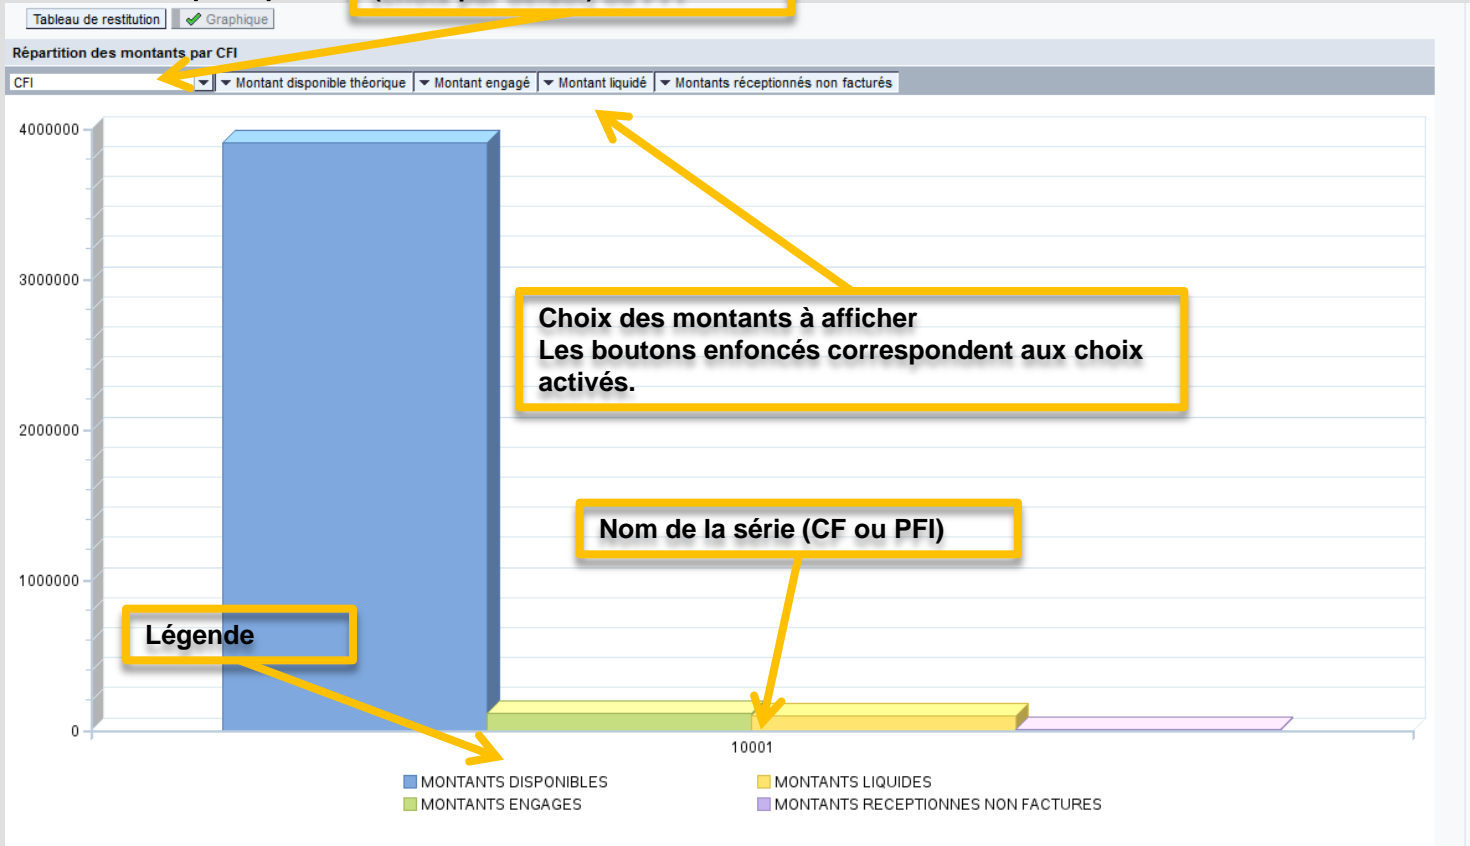 Tableau de restitution Graphique
Répartition des montants par CFI
CFI Montant disponible théorique Montant engagé Montant liquidé Montants réceptionnés non facturés
4000000
3000000
Choix des montants à afficher
Les boutons enfoncés correspondent aux choix
activés.
2000000
Nom de la série (CF ou PFI)
1000000
Légende
0
10001
MONTANTS DISPONIBLES MONTANTS LIQUIDES
MONTANTS ENGAGES MONTANTS RECEPTIONNES NON FACTURES